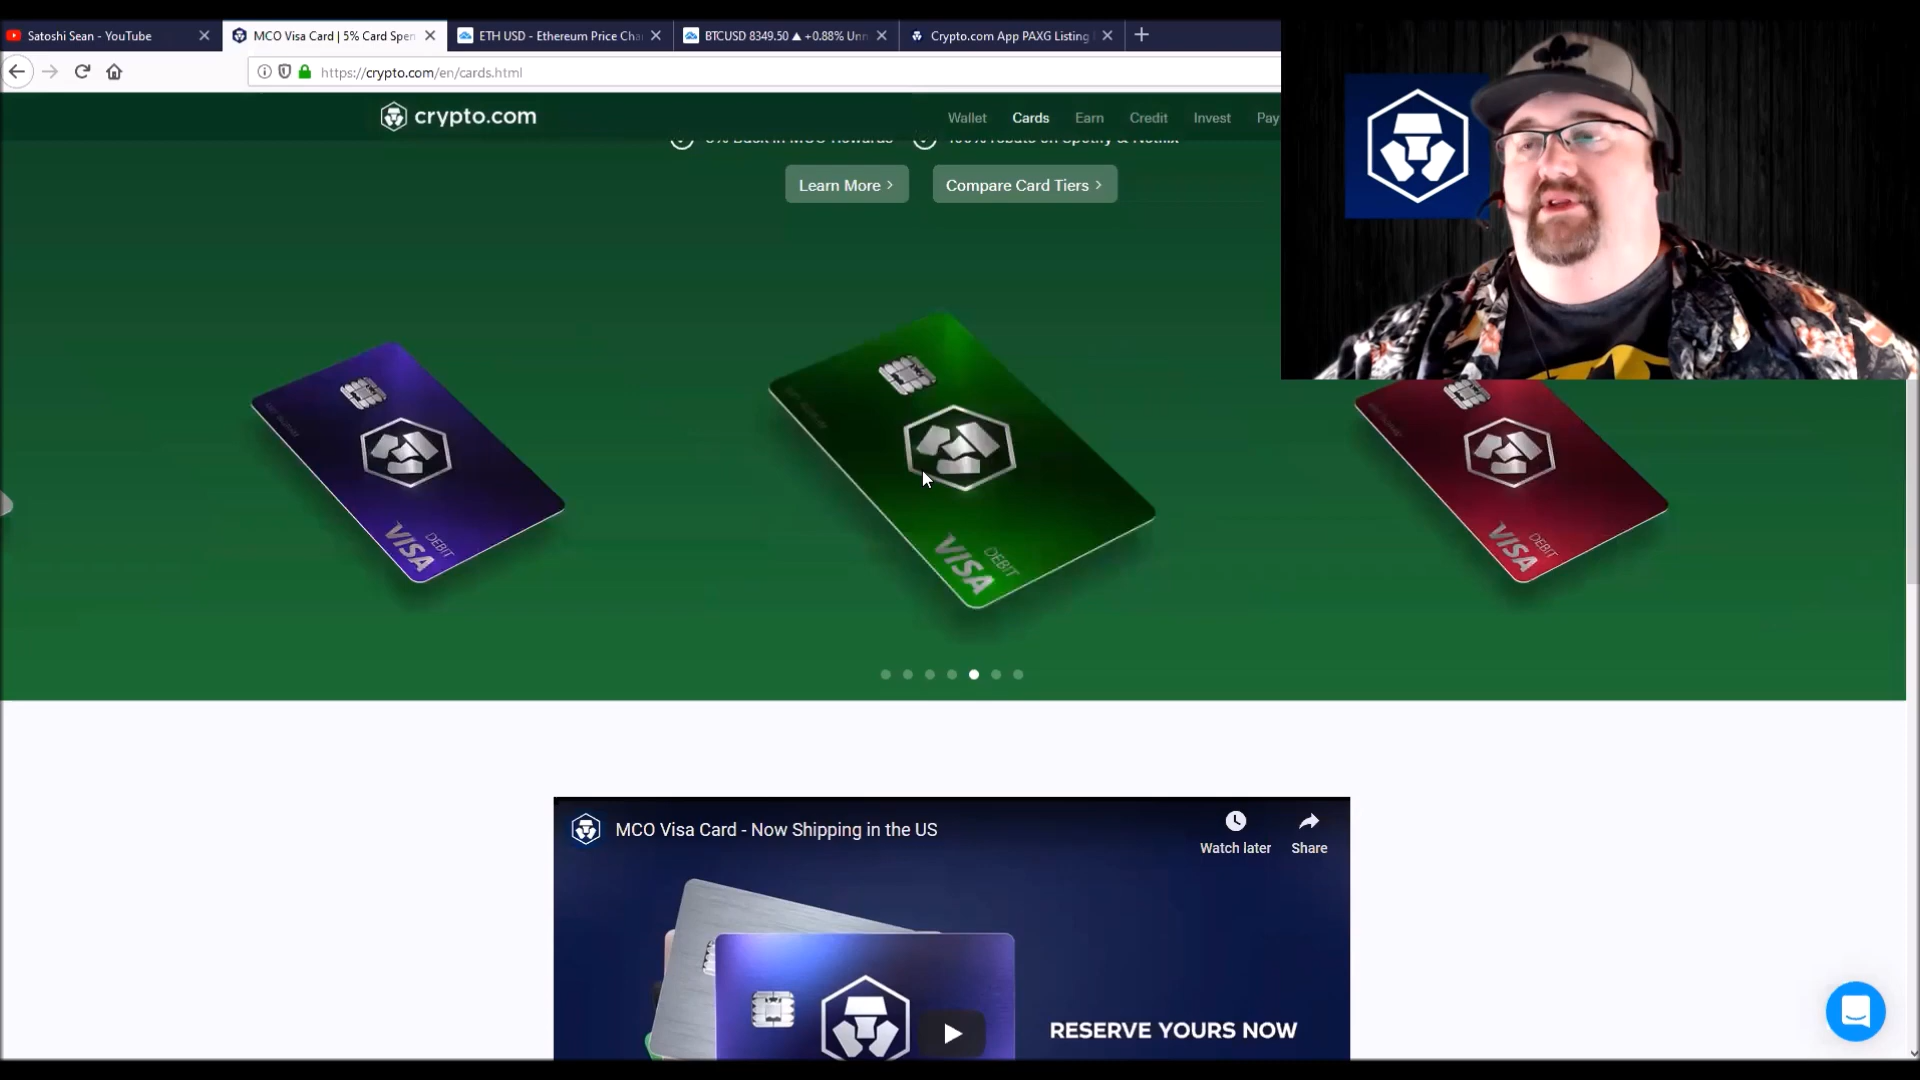 Satoshi Sean - YouTube
MCO Visa Card | 5% Card Spen
ETH USD - Ethereum Price Cha
BTCUSD 8349.50 ▲ +0.88% Unn
Crypto.com App PAXG Listing
https://crypto.com/en/cards.html
crypto.com
Wallet Cards Earn Credit Invest Pay
5% Back in MCO Rewards 100% rebate on Spotify & Netflix
Learn More >
Compare Card Tiers >
VISA DEBIT
VISA DEBIT
VISA DEBIT
MCO Visa Card - Now Shipping in the US
Watch later
Share
RESERVE YOURS NOW